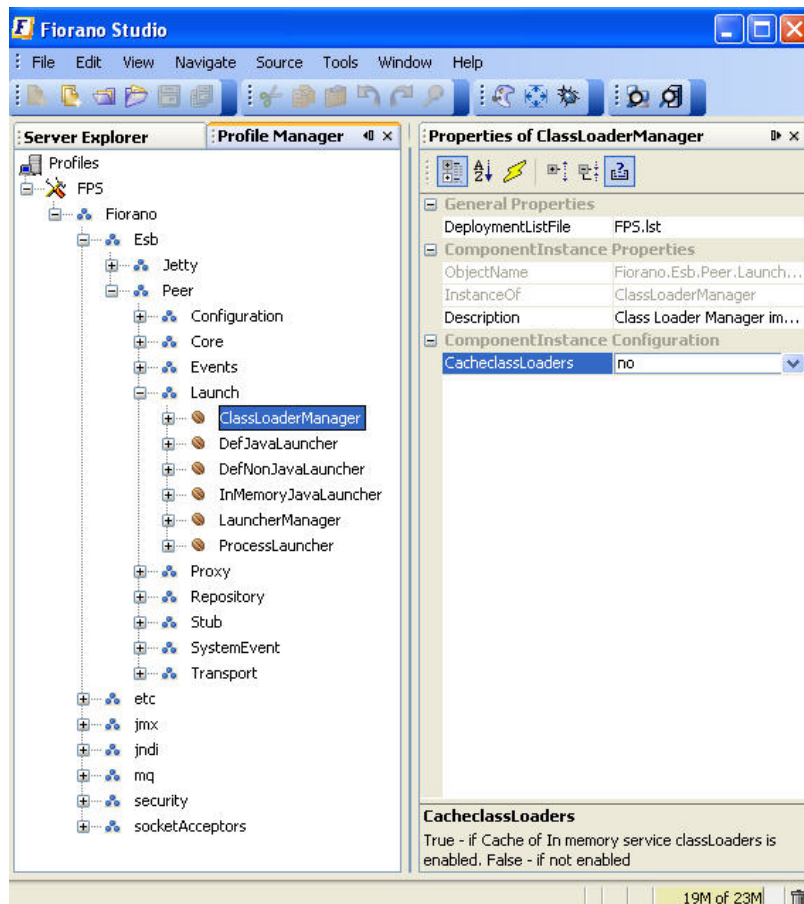 Fiorano Studio
File Edit View Navigate Source Tools Window Help
Server Explorer
Profile Manager
Profiles
FPS
Fiorano
Esb
Jetty
Peer
Configuration
Core
Events
Launch
ClassLoaderManager
DefJavaLauncher
DefNonJavaLauncher
InMemoryJavaLauncher
LauncherManager
ProcessLauncher
Proxy
Repository
Stub
SystemEvent
Transport
etc
jmx
jndi
mq
security
socketAcceptors
Properties of ClassLoaderManager
General Properties
DeploymentListFile FPS.lst
ComponentInstance Properties
ObjectName Fiorano.Esb.Peer.Launch...
InstanceOf ClassLoaderManager
Description Class Loader Manager im...
ComponentInstance Configuration
CacheclassLoaders no
CacheclassLoaders
True - if Cache of In memory service classLoaders is
enabled. False - if not enabled
19M of 23M